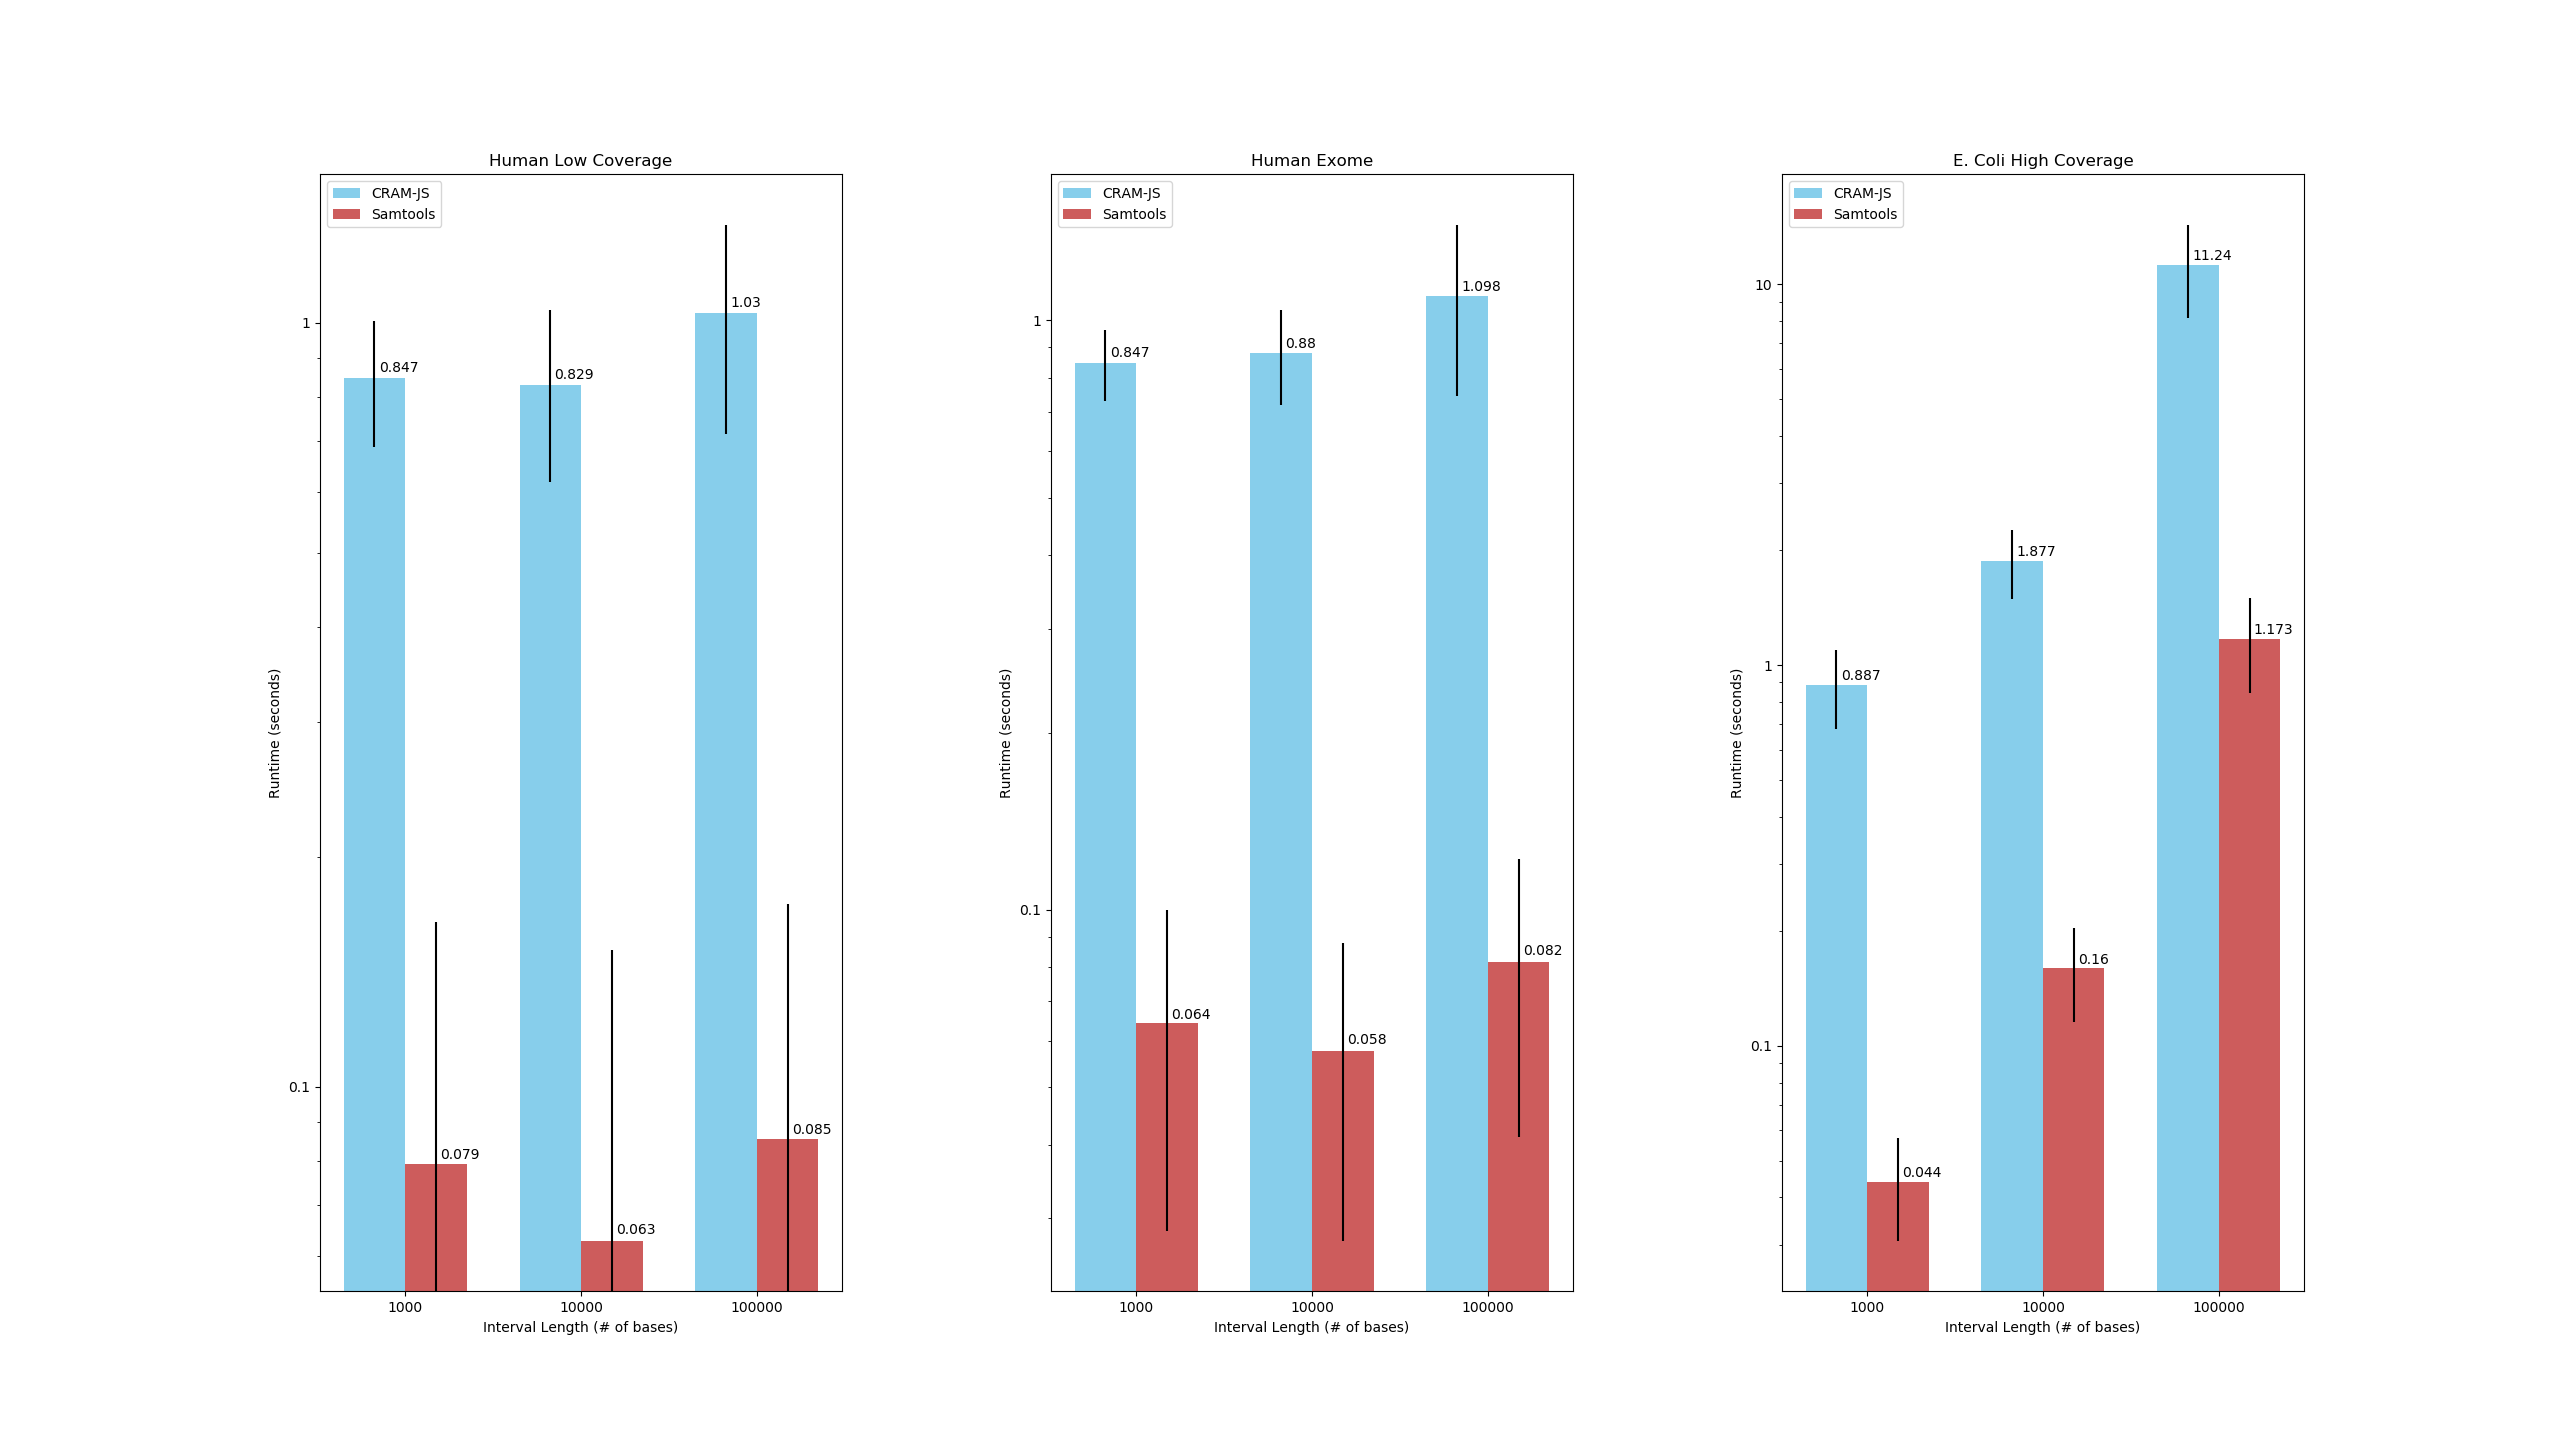 Human Low Coverage
CRAM-JS
Samtools
1
0.1
Runtime (seconds)
0.847
0.829
1.03
0.079
0.063
0.085
1000
10000
100000
Interval Length (# of bases)
Human Exome
CRAM-JS
Samtools
1
0.1
Runtime (seconds)
0.847
0.88
1.098
0.064
0.058
0.082
1000
10000
100000
Interval Length (# of bases)
E. Coli High Coverage
CRAM-JS
Samtools
10
1
0.1
Runtime (seconds)
0.887
1.877
11.24
0.044
0.16
1.173
1000
10000
100000
Interval Length (# of bases)